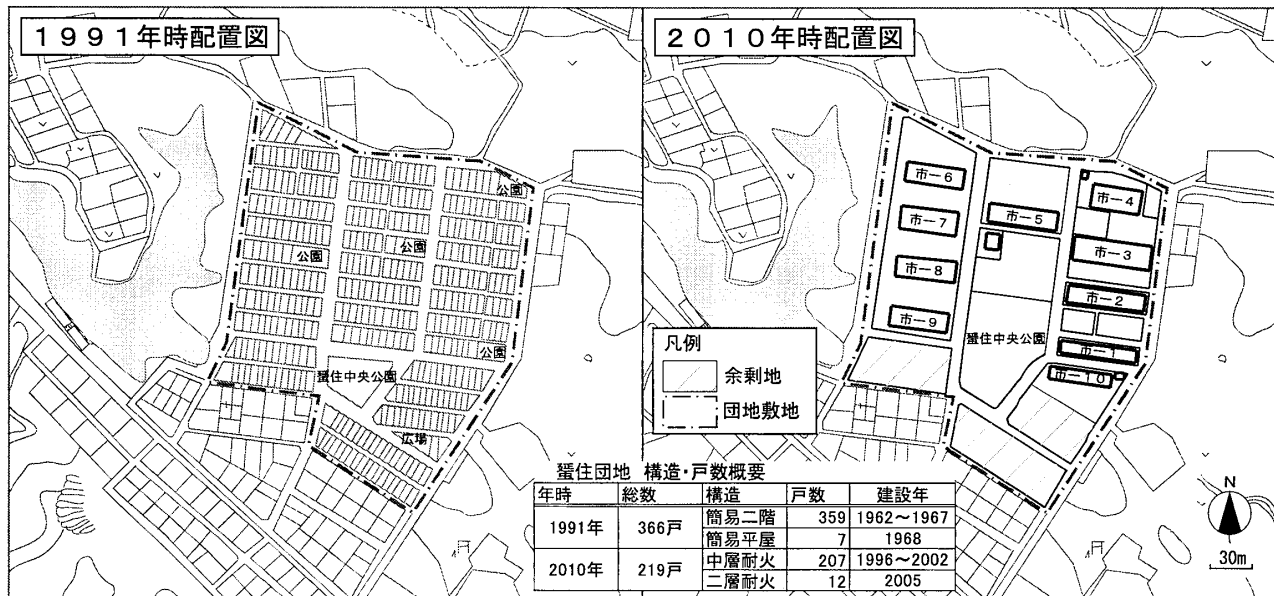 1991年時配置図
公園
公園
公園
公園
蟹住中央公園
広場
2010年時配置図
市-6
市-4
市-5
市-7
市-3
市-8
市-2
市-9
蟹住中央公園
市-1
市-10
凡例
余剰地
団地敷地
蟹住団地 構造・戸数概要
年時 総数 構造 戸数 建設年
1991年 366戸 簡易二階 359 1962~1967
簡易平屋 7 1968
2010年 219戸 中層耐火 207 1996~2002
二層耐火 12 2005
N
30m